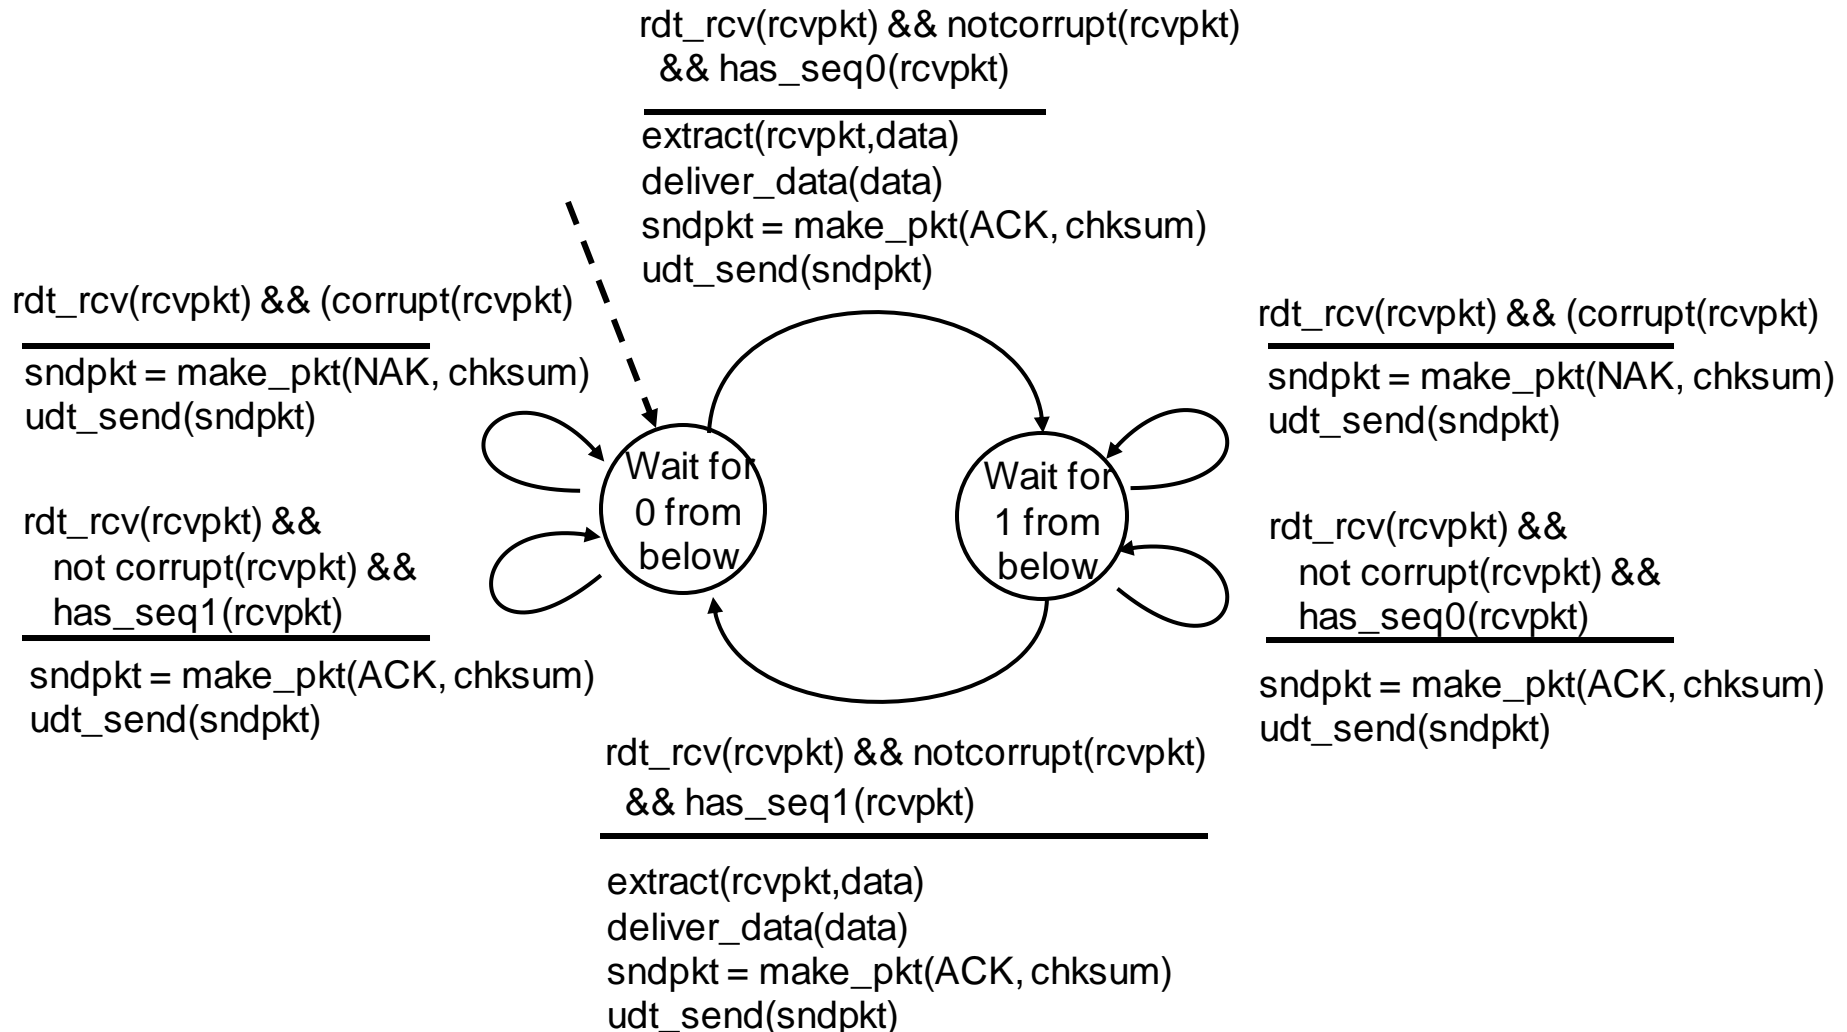 rdt_rcv(rcvpkt) && notcorrupt(rcvpkt)
&& has_seq0(rcvpkt)
extract(rcvpkt,data)
deliver_data(data)
sndpkt = make_pkt(ACK, chksum)
udt_send(sndpkt)
rdt_rcv(rcvpkt) && (corrupt(rcvpkt)
sndpkt = make_pkt(NAK, chksum)
udt_send(sndpkt)
rdt_rcv(rcvpkt) &&
not corrupt(rcvpkt) &&
has_seq1(rcvpkt)
sndpkt = make_pkt(ACK, chksum)
udt_send(sndpkt)
Wait for
0 from
below
Wait for
1 from
below
rdt_rcv(rcvpkt) && (corrupt(rcvpkt)
sndpkt = make_pkt(NAK, chksum)
udt_send(sndpkt)
rdt_rcv(rcvpkt) &&
not corrupt(rcvpkt) &&
has_seq0(rcvpkt)
sndpkt = make_pkt(ACK, chksum)
udt_send(sndpkt)
rdt_rcv(rcvpkt) && notcorrupt(rcvpkt)
&& has_seq1(rcvpkt)
extract(rcvpkt,data)
deliver_data(data)
sndpkt = make_pkt(ACK, chksum)
udt_send(sndpkt)